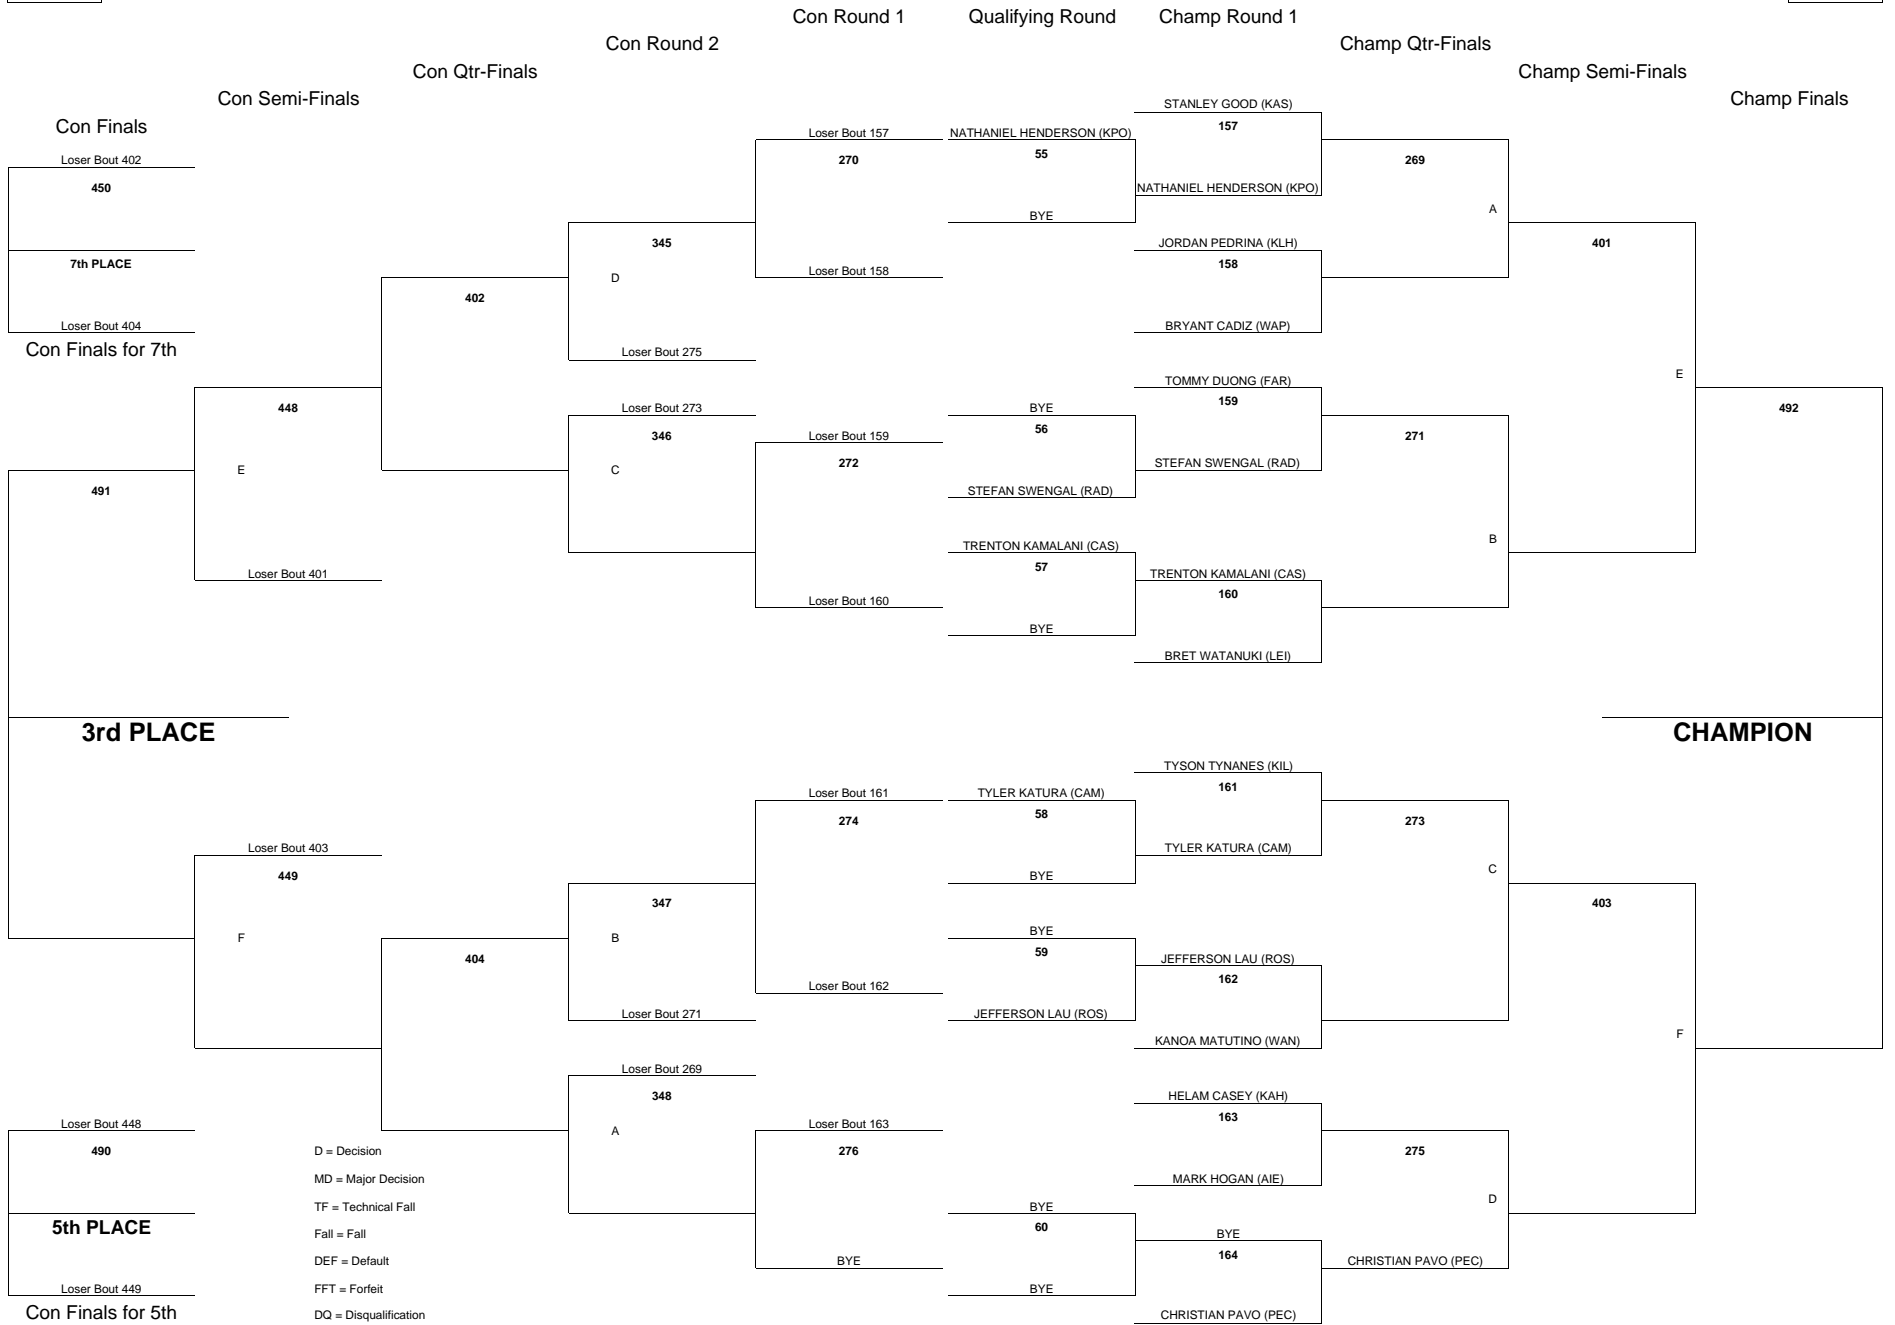 Con Round 1 Qualifying Round Champ Round 1
Con Round 2 Champ Qtr-Finals
Con Qtr-Finals Champ Semi-Finals
Con Semi-Finals Champ Finals
STANLEY GOOD (KAS)
Con Finals 157
Loser Bout 157 NATHANIEL HENDERSON (KPO)
Loser Bout 402 270 55 269
450 NATHANIEL HENDERSON (KPO)
A
BYE
345 JORDAN PEDRINA (KLH) 401
7th PLACE 158
D Loser Bout 158
402
Loser Bout 404 BRYANT CADIZ (WAP)
Con Finals for 7th Loser Bout 275
E
TOMMY DUONG (FAR)
159
448 Loser Bout 273 BYE 492
346 Loser Bout 159 56 271
E C 272 STEFAN SWENGAL (RAD)
491 STEFAN SWENGAL (RAD)
B
TRENTON KAMALANI (CAS)
Loser Bout 401 57 TRENTON KAMALANI (CAS)
160
Loser Bout 160
BYE
BRET WATANUKI (LEI)
3rd PLACE CHAMPION
TYSON TYNANES (KIL)
161
Loser Bout 161 TYLER KATURA (CAM)
274 58 273
Loser Bout 403 TYLER KATURA (CAM)
449 BYE C
347 403
F B BYE
404 59 JEFFERSON LAU (ROS)
162
Loser Bout 162
Loser Bout 271 JEFFERSON LAU (ROS)
F
KANOA MATUTINO (WAN)
Loser Bout 269
348 HELAM CASEY (KAH)
163
Loser Bout 448 A Loser Bout 163
490 D = Decision 276 275
MD = Major Decision MARK HOGAN (AIE)
D
TF = Technical Fall BYE
5th PLACE 60
Fall = Fall BYE
164
DEF = Default BYE CHRISTIAN PAVO (PEC)
Loser Bout 449 FFT = Forfeit BYE
Con Finals for 5th DQ = Disqualification CHRISTIAN PAVO (PEC)